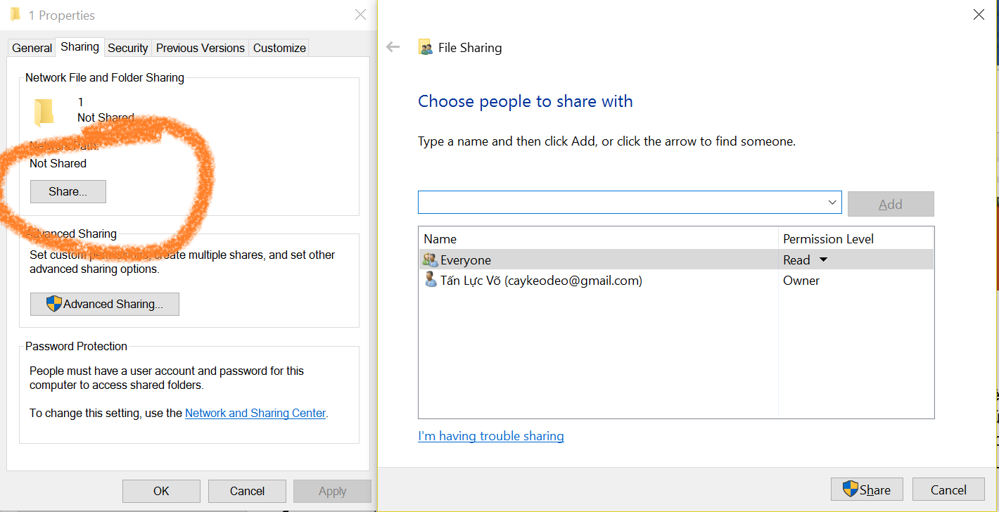 1 Properties
General
Sharing
Security
Previous Versions
Customize
Network File and Folder Sharing
1
Not Shared
Network Path:
Not Shared
Share...
Advanced Sharing
Set custom permissions, create multiple shares, and set other
advanced sharing options.
Advanced Sharing...
Password Protection
People must have a user account and password for this
computer to access shared folders.
To change this setting, use the Network and Sharing Center.
OK
Cancel
Apply
File Sharing
Choose people to share with
Type a name and then click Add, or click the arrow to find someone.
Add
Name
Permission Level
Everyone
Read
Tấn Lực Võ (caykeodeo@gmail.com)
Owner
I'm having trouble sharing
Share
Cancel